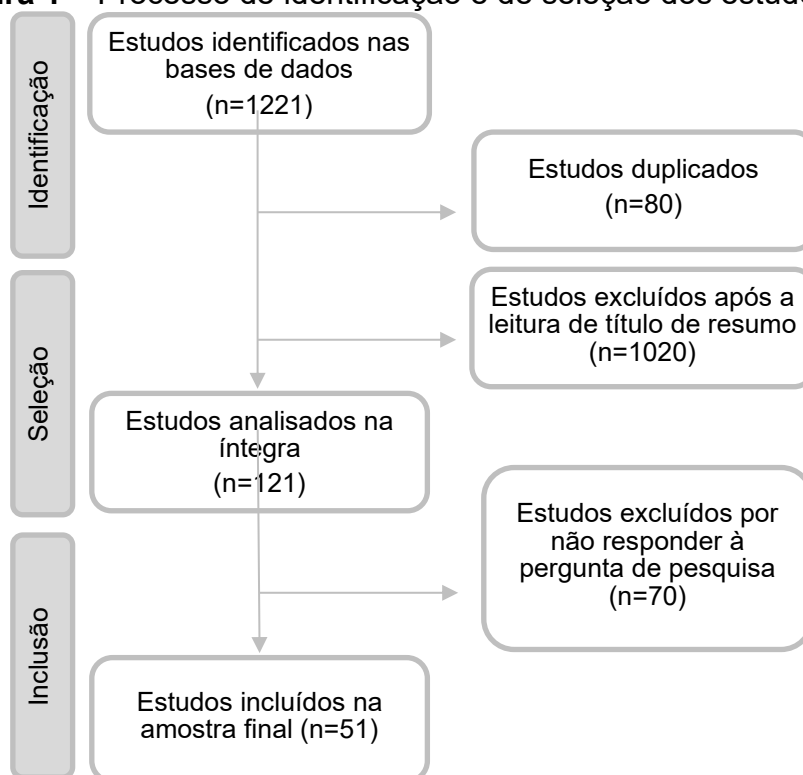 Processo de identificação e de seleção dos
Identificação
Estudos identificados nas
bases de dados
(n=1221)
Estudos duplicados
(n=80)
Seleção
Estudos excluídos após a
leitura de título de resumo
(n=1020)
Estudos analisados na
íntegra
(n=121)
Inclusão
Estudos excluídos por
não responder à
pergunta de pesquisa
(n=70)
Estudos incluídos na
amostra final (n=51)